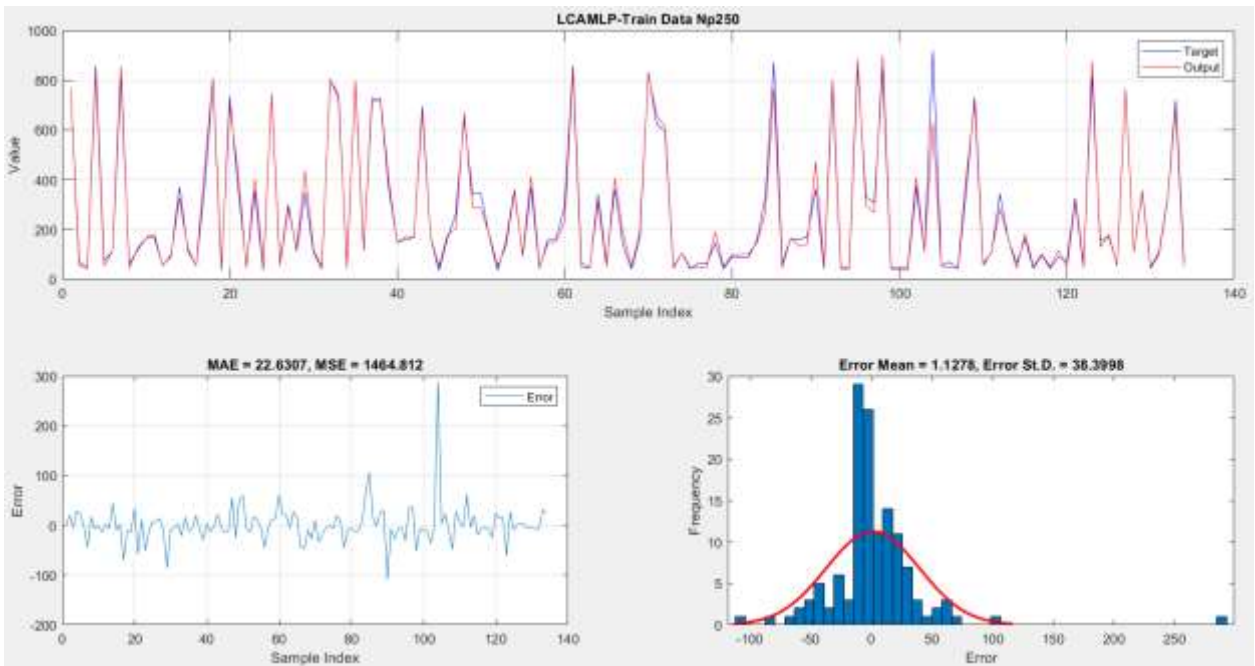 LCAMLP-Train Data Np250
1000
800
600
400
200
0
Value
Target
Output
0 20 40 60 80 100 120 140
Sample Index
MAE = 22.6307, MSE = 1464.812
300
200
100
0
-100
-200
Error
Error
0 20 40 60 80 100 120 140
Sample Index
Error Mean = 1.1278, Error St.D. = 38.3998
30
25
20
15
10
5
0
Frequency
-100 -50 0 50 100 150 200 250
Error